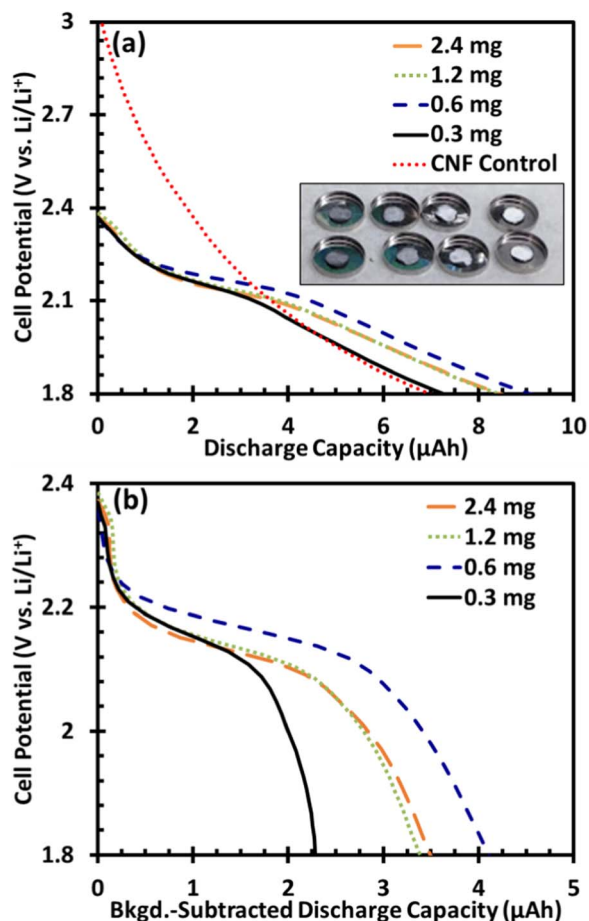 (a)
2.4 mg
1.2 mg
0.6 mg
0.3 mg
CNF Control
3
2.7
2.4
2.1
1.8
Cell Potential (V vs. Li/Li⁺)
0 2 4 6 8 10
Discharge Capacity (µAh)
(b)
2.4 mg
1.2 mg
0.6 mg
0.3 mg
2.4
2.2
2
1.8
Cell Potential (V vs. Li/Li⁺)
0 1 2 3 4 5
Bkgd.-Subtracted Discharge Capacity (µAh)